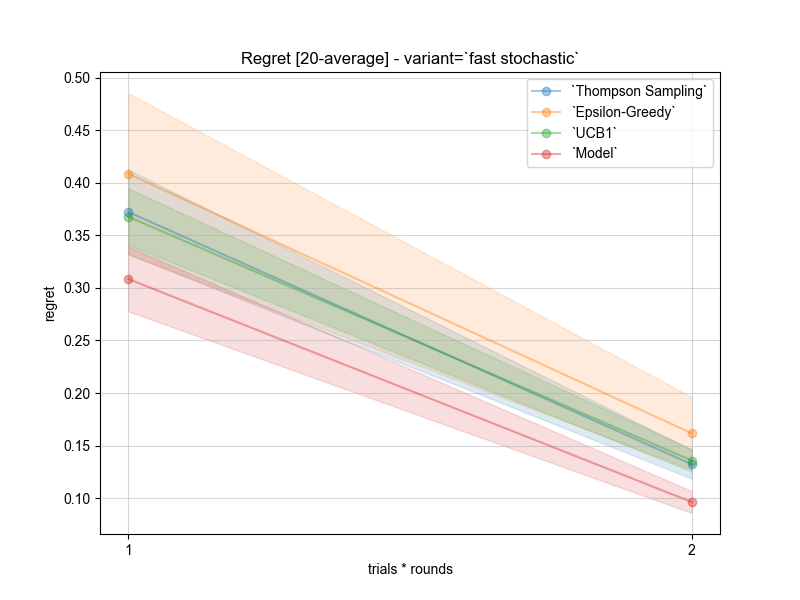 Regret [20-average] - variant=`fast stochastic`
`Thompson Sampling`
`Epsilon-Greedy`
`UCB1`
`Model`
regret
0.50
0.45
0.40
0.35
0.30
0.25
0.20
0.15
0.10
1
2
trials * rounds